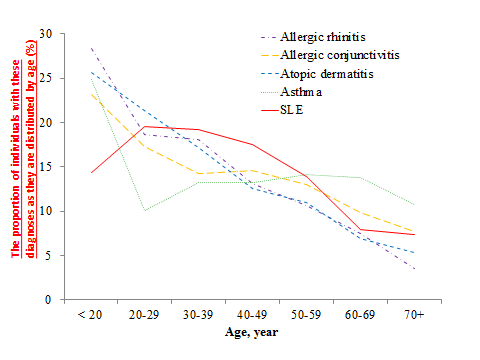 The proportion of individuals with these
diagnoses as they are distributed by age (%)
30
25
20
15
10
5
0
Allergic rhinitis
Allergic conjunctivitis
Atopic dermatitis
Asthma
SLE
< 20 20-29 30-39 40-49 50-59 60-69 70+
Age, year